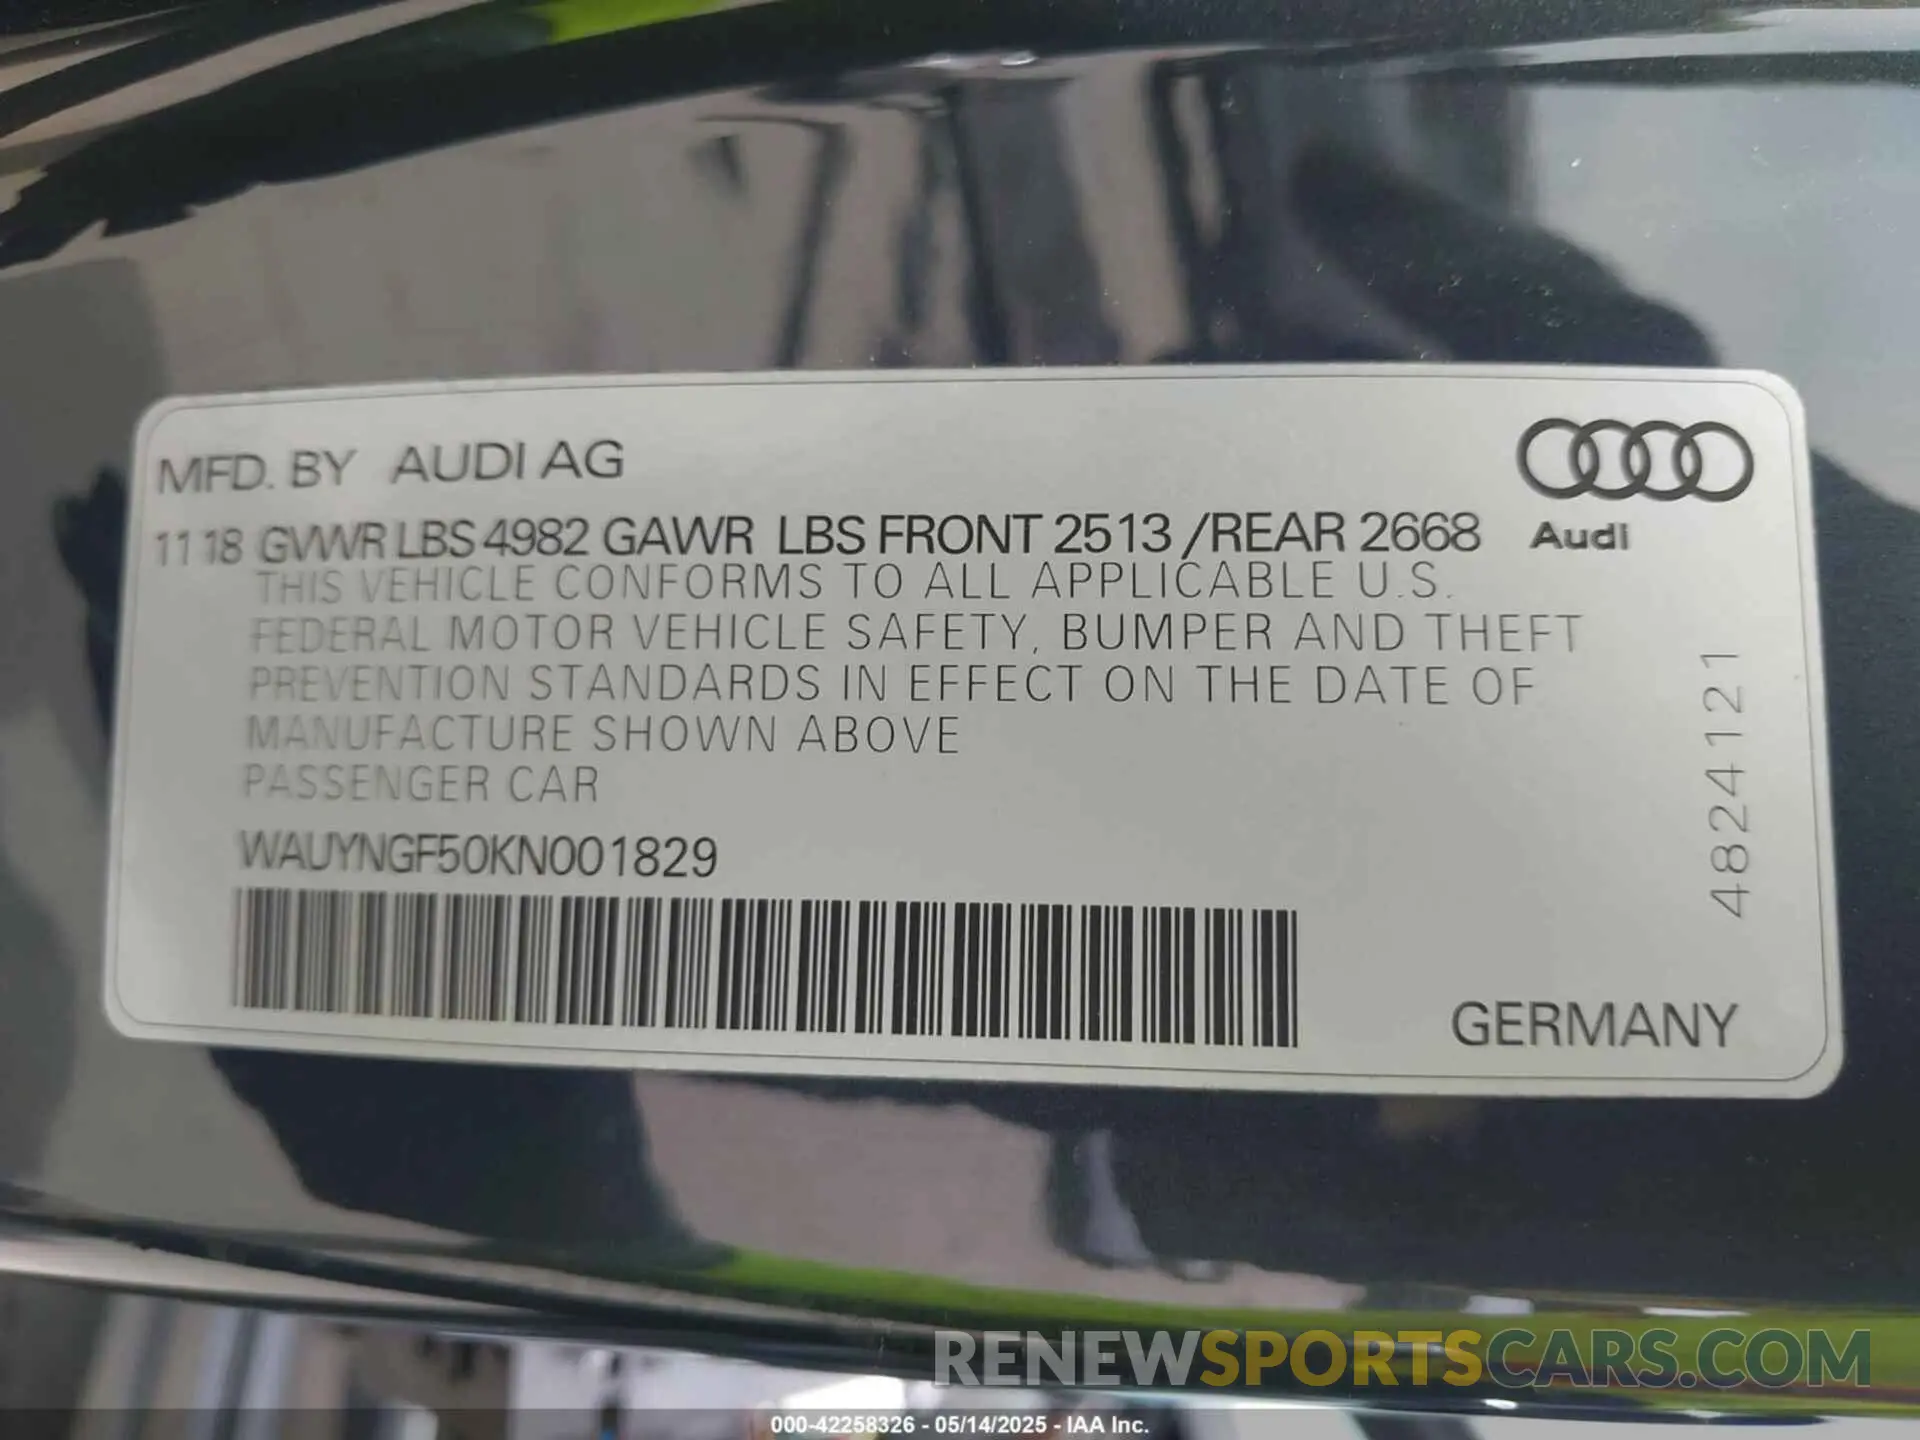 MFD. BY AUDI AG
1118 GVWR LBS 4982 GAWR LBS FRONT 2513 /REAR 2668
Audi
THIS VEHICLE CONFORMS TO ALL APPLICABLE U.S.
FEDERAL MOTOR VEHICLE SAFETY, BUMPER AND THEFT
PREVENTION STANDARDS IN EFFECT ON THE DATE OF
MANUFACTURE SHOWN ABOVE
PASSENGER CAR
WAUYNGF50KN001829
4824121
GERMANY
RENEWSPORTSCARS.COM
000-42258326 - 05/14/2025 - IAA Inc.